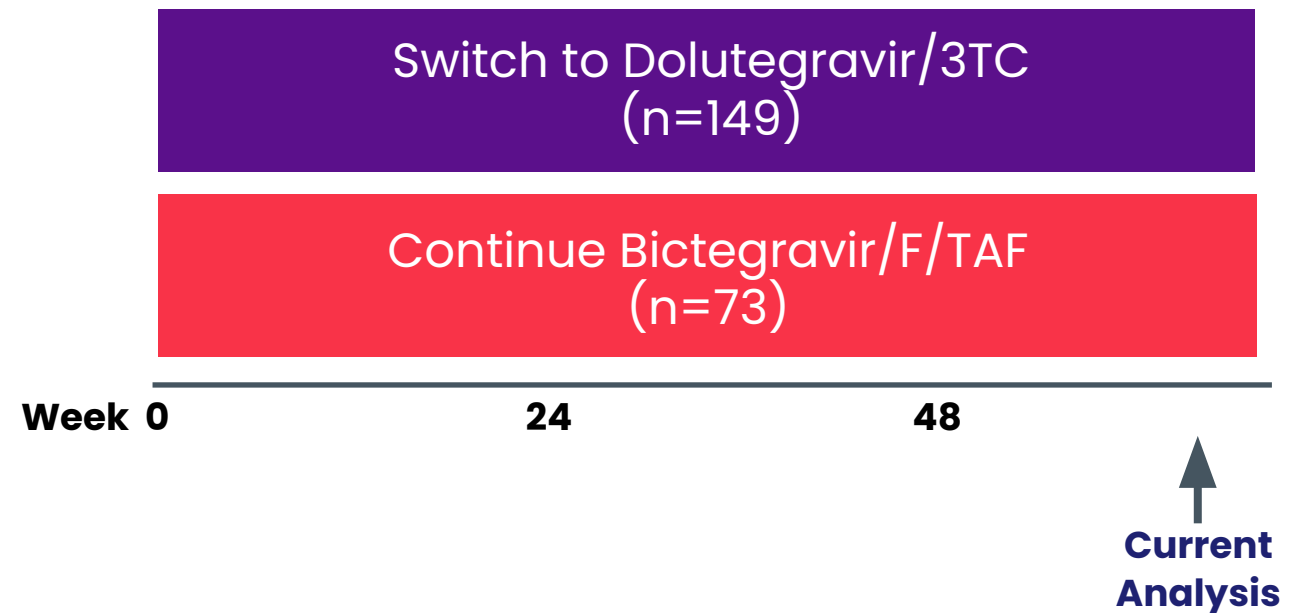 Switch to Dolutegravir/3TC
(n=149)
Continue Bictegravir/F/TAF
(n=73)
Week 0 24 48
Current
Analysis